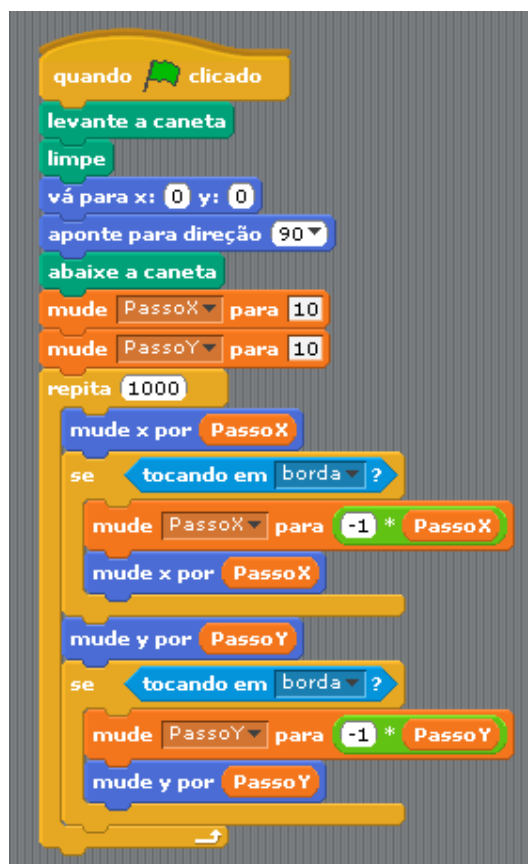 quando clicado
levante a caneta
limpe
vá para x: 0 y: 0
aponte para direção 90
abaixe a caneta
mude PassoX para 10
mude PassoY para 10
repita 1000
mude x por PassoX
se tocando em borda ?
mude PassoX para -1 * PassoX
mude x por PassoX
mude y por PassoY
se tocando em borda ?
mude PassoY para -1 * PassoY
mude y por PassoY